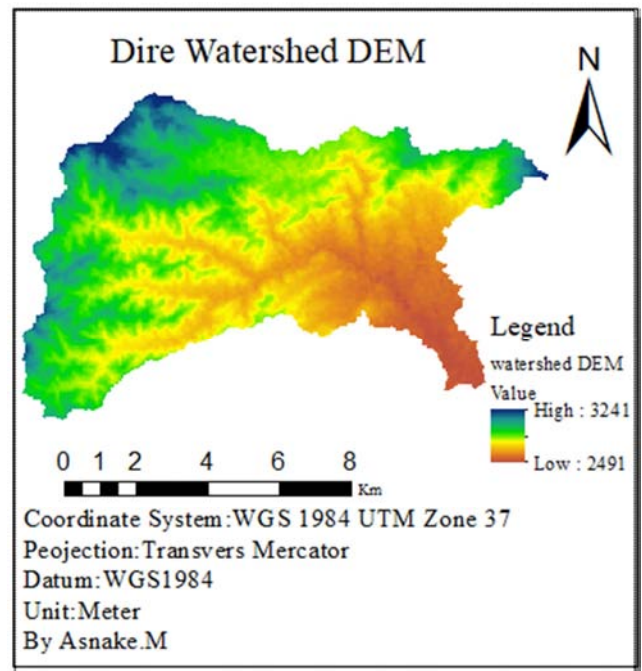 Dire Watershed DEM
N
Legend
watershed DEM
Value
High : 3241
Low : 2491
0 1 2 4 6 8
Km
Coordinate System:WGS 1984 UTM Zone 37
Peojection:Transvers Mercator
Datum:WGS1984
Unit:Meter
By Asnake.M